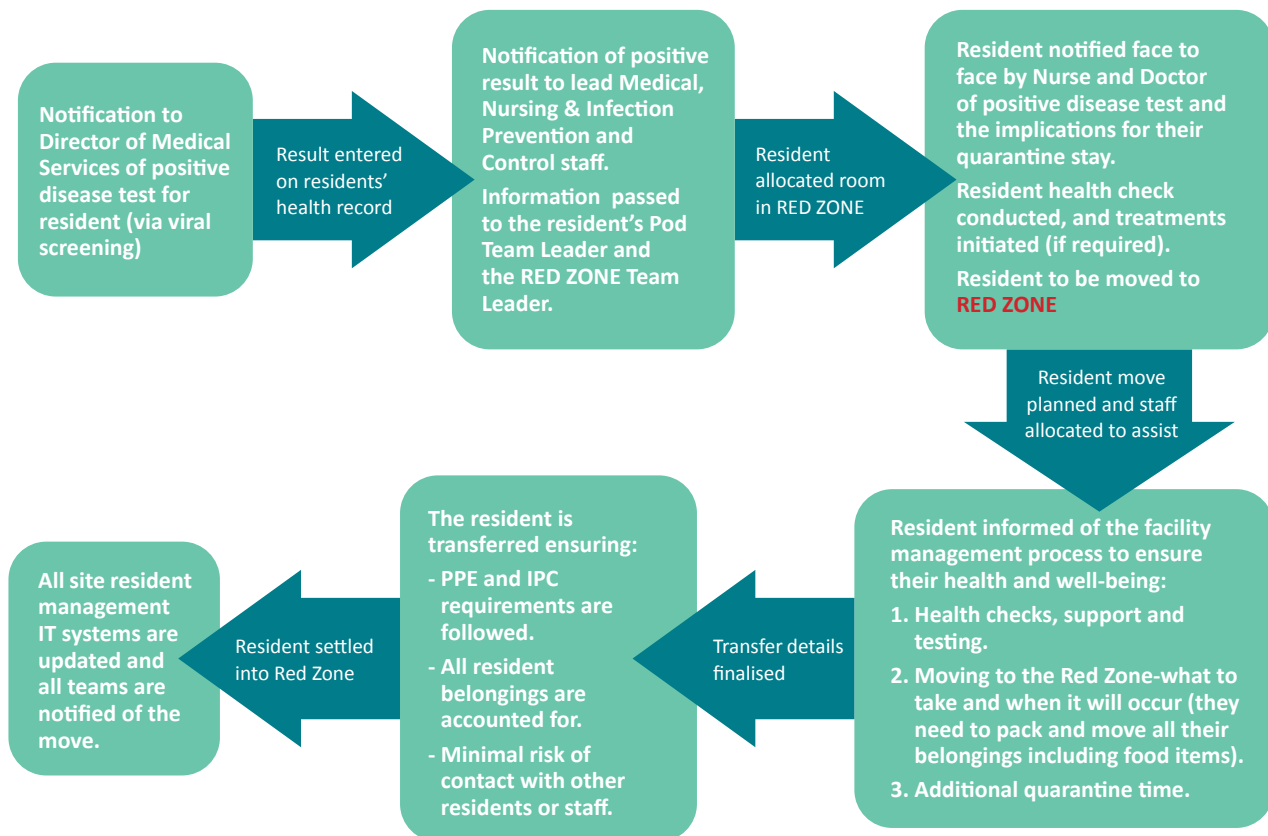 Notification to
Director of Medical
Services of positive
disease test for
resident (via viral
screening)
Result entered
on residents’
health record
Notification of positive
result to lead Medical,
Nursing & Infection
Prevention and
Control staff.
Information passed
to the resident’s Pod
Team Leader and
the RED ZONE Team
Leader.
Resident
allocated room
in RED ZONE
Resident notified face to
face by Nurse and Doctor
of positive disease test and
the implications for their
quarantine stay.
Resident health check
conducted, and treatments
initiated (if required).
Resident to be moved to
RED ZONE
Resident move
planned and staff
allocated to assist
Resident informed of the facility
management process to ensure
their health and well-being:
1. Health checks, support and
testing.
2. Moving to the Red Zone-what to
take and when it will occur (they
need to pack and move all their
belongings including food items).
3. Additional quarantine time.
Transfer details
finalised
The resident is
transferred ensuring:
- PPE and IPC
requirements are
followed.
- All resident
belongings are
accounted for.
- Minimal risk of
contact with other
residents or staff.
Resident settled
into Red Zone
All site resident
management
IT systems are
updated and
all teams are
notified of the
move.